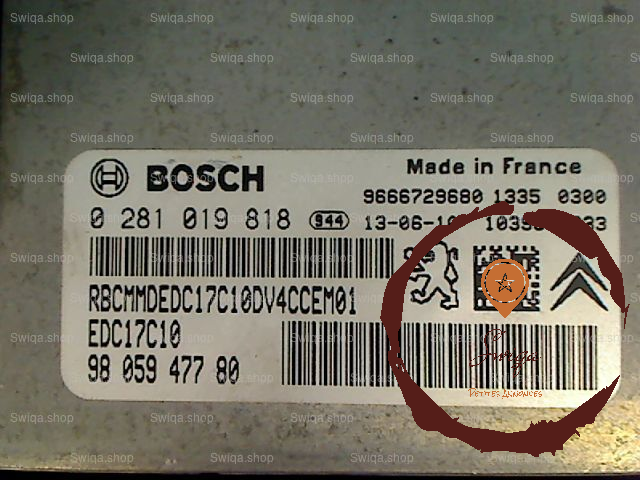 BOSCH
Made in France
9666729680 1335 0300
0 281 019 818 944 13-06-
RBCMMDEDC17C10DV4CCEM01
EDC17C10
98 059 477 80
PETITES ANNONCES
Swiqa.shop